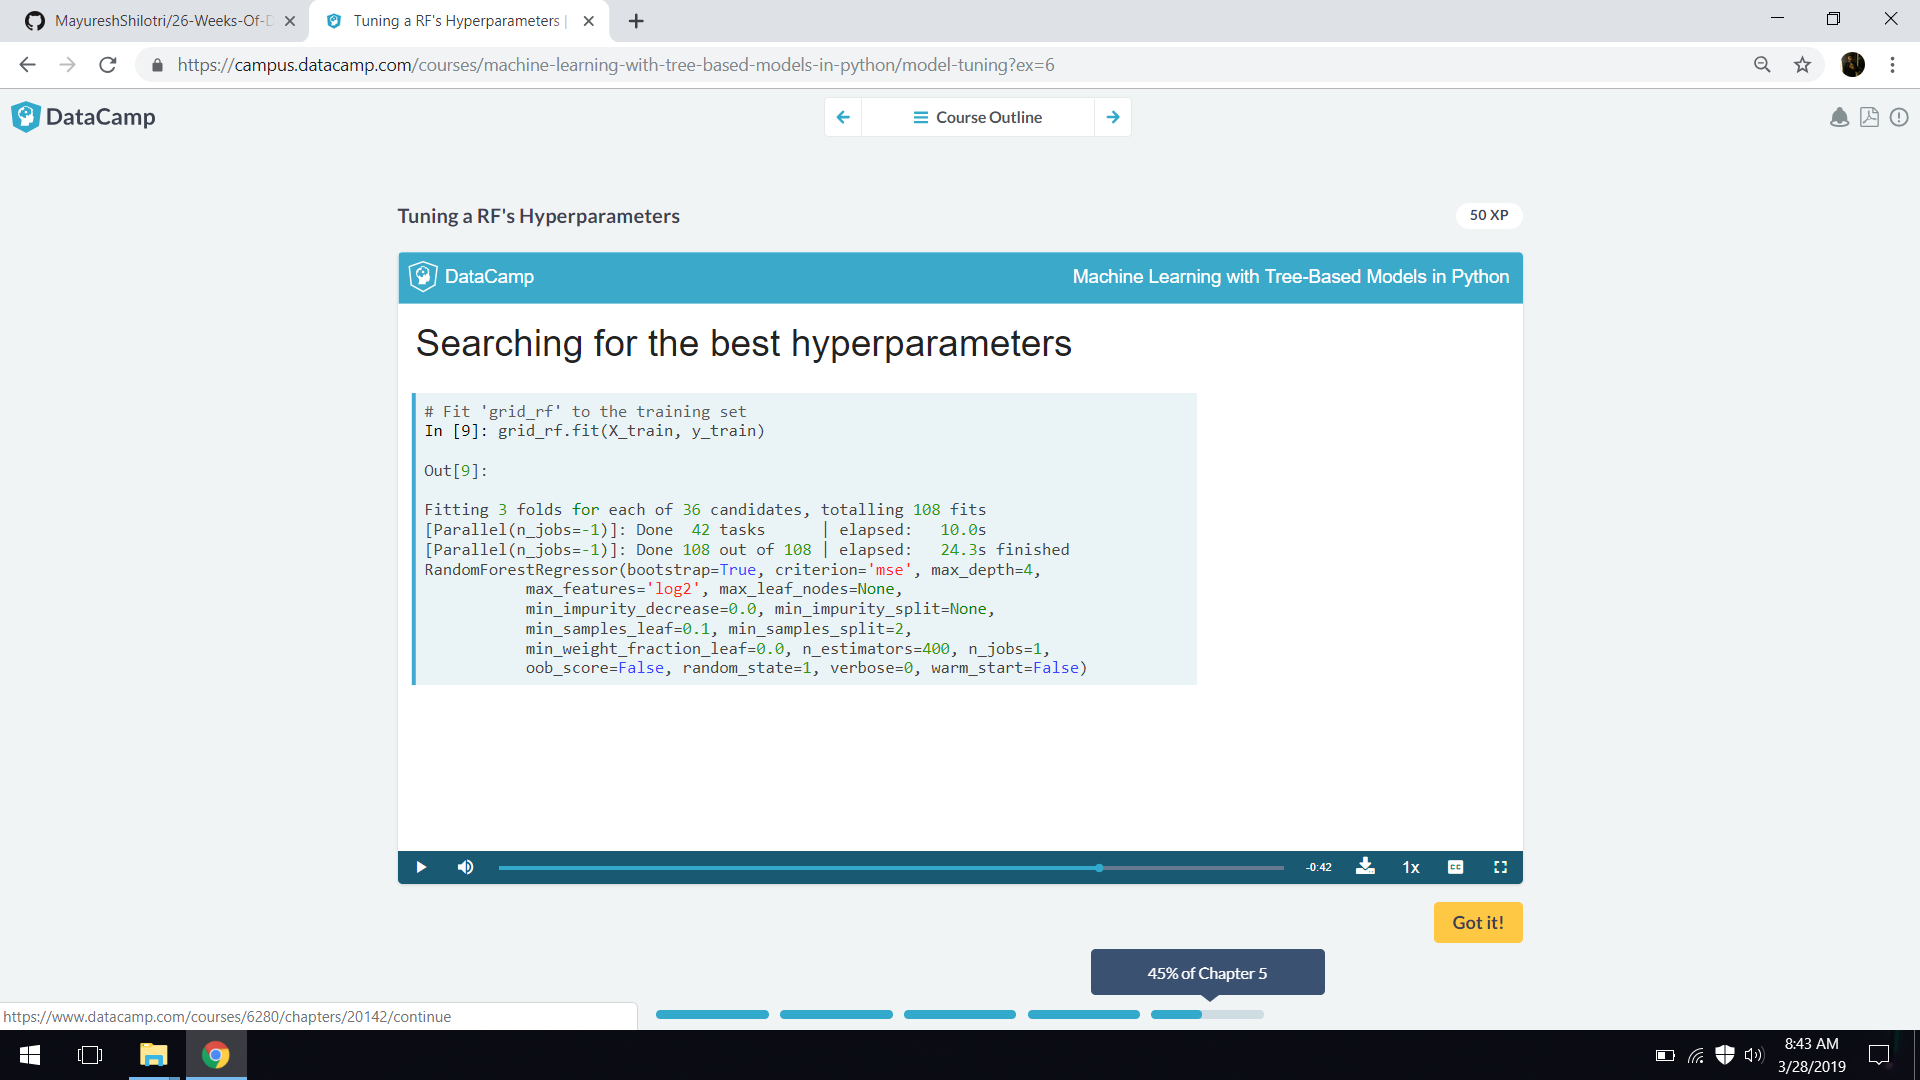 MayureshShilotri/26-Weeks-Of-D
Tuning a RF's Hyperparameters |
https://campus.datacamp.com/courses/machine-learning-with-tree-based-models-in-python/model-tuning?ex=6
DataCamp
Course Outline
Tuning a RF's Hyperparameters
50 XP
DataCamp
Machine Learning with Tree-Based Models in Python
Searching for the best hyperparameters
# Fit 'grid_rf' to the training set
In [9]: grid_rf.fit(X_train, y_train)
Out[9]:
Fitting 3 folds for each of 36 candidates, totalling 108 fits
[Parallel(n_jobs=-1)]: Done  42 tasks      | elapsed:   10.0s
[Parallel(n_jobs=-1)]: Done 108 out of 108 | elapsed:   24.3s finished
RandomForestRegressor(bootstrap=True, criterion='mse', max_depth=4,
max_features='log2', max_leaf_nodes=None,
min_impurity_decrease=0.0, min_impurity_split=None,
min_samples_leaf=0.1, min_samples_split=2,
min_weight_fraction_leaf=0.0, n_estimators=400, n_jobs=1,
oob_score=False, random_state=1, verbose=0, warm_start=False)
-0:42
1x
CC
Got it!
45% of Chapter 5
https://www.datacamp.com/courses/6280/chapters/20142/continue
8:43 AM
3/28/2019